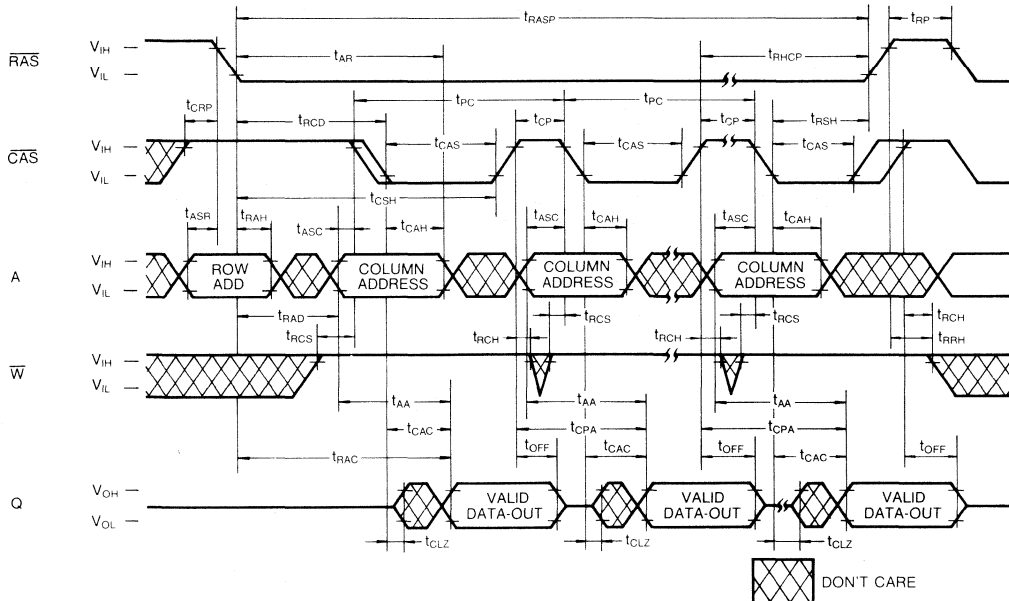 tRASP
tRP
RAS
VIH
VIL
tAR
tRHCP
tCRP
tRCD
tPC
tPC
tCP
tCP
tRSH
CAS
VIH
VIL
tCAS
tCAS
tCAS
tCSH
tASR
tRAH
tASC
tCAH
tASC
tCAH
tASC
tCAH
A
VIH
VIL
ROW
ADD
COLUMN
ADDRESS
COLUMN
ADDRESS
COLUMN
ADDRESS
tRAD
tRCS
tRCH
tRCS
tRCH
tRCS
tRCH
tRRH
W
VIH
VIL
tAA
tAA
tAA
tCAC
tCPA
tCPA
tRAC
tOFF
tCAC
tOFF
tCAC
tOFF
Q
VOH
VOL
VALID
DATA-OUT
VALID
DATA-OUT
VALID
DATA-OUT
tCLZ
tCLZ
tCLZ
DON'T CARE